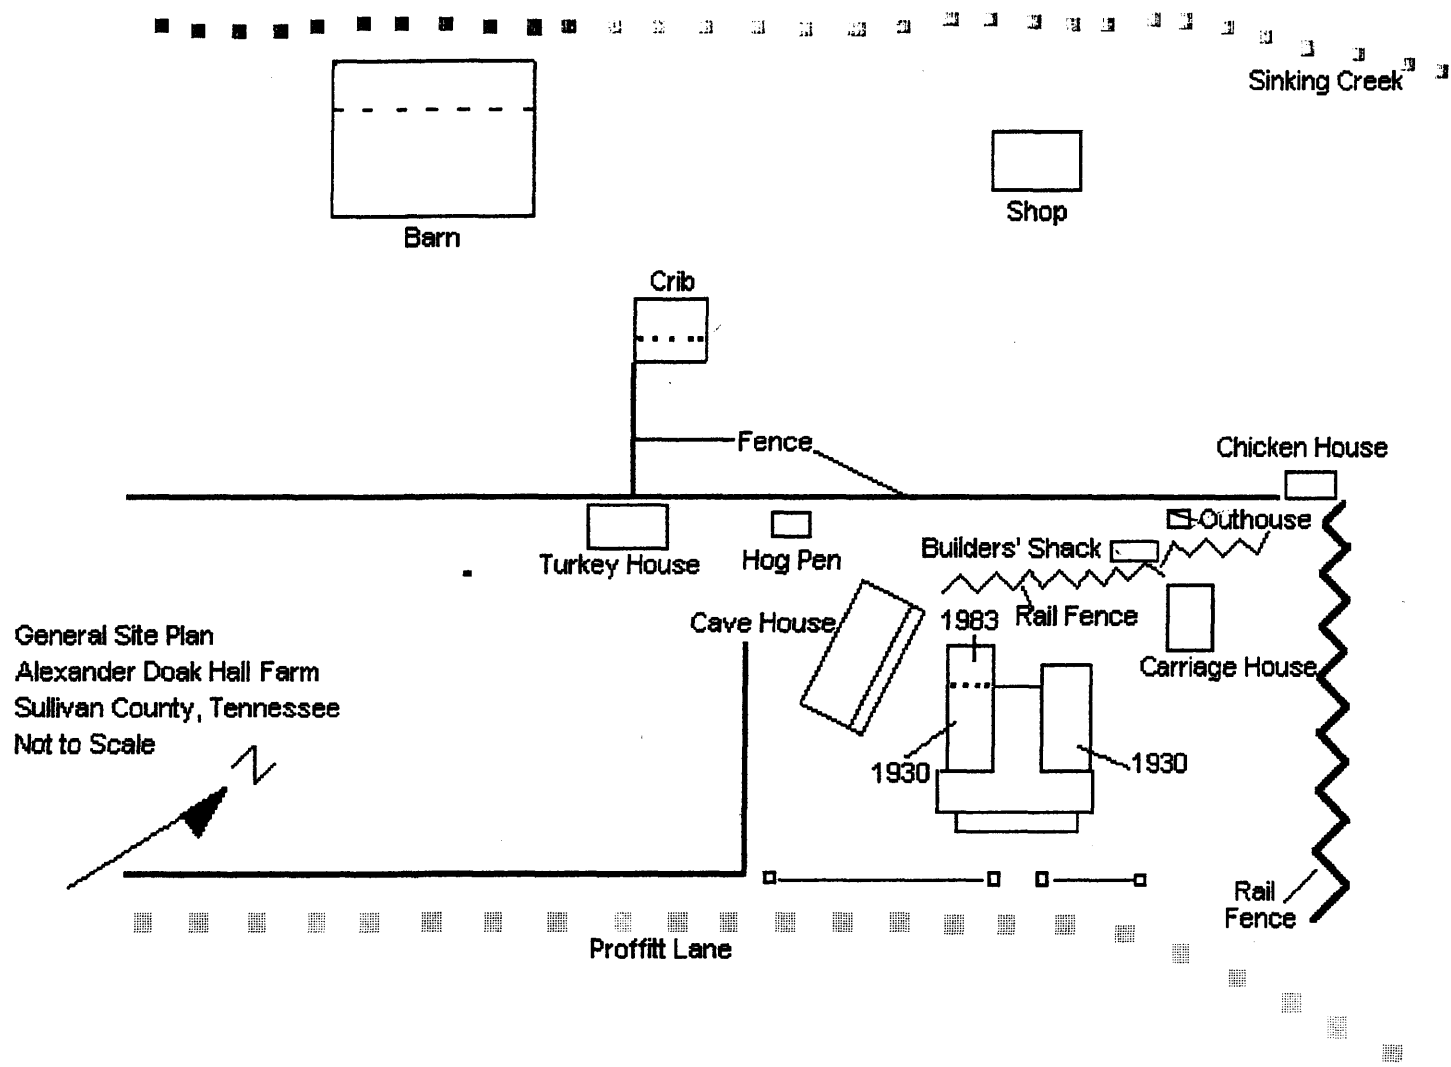 Sinking Creek
Shop
Barn
Crib
Fence
Chicken House
Outhouse
Builders' Shack
Turkey House
Hog Pen
Rail Fence
1983
Cave House
Carriage House
General Site Plan
Alexander Doak Hall Farm
Sullivan County, Tennessee
Not to Scale
N
1930
1930
Rail
Fence
Proffitt Lane